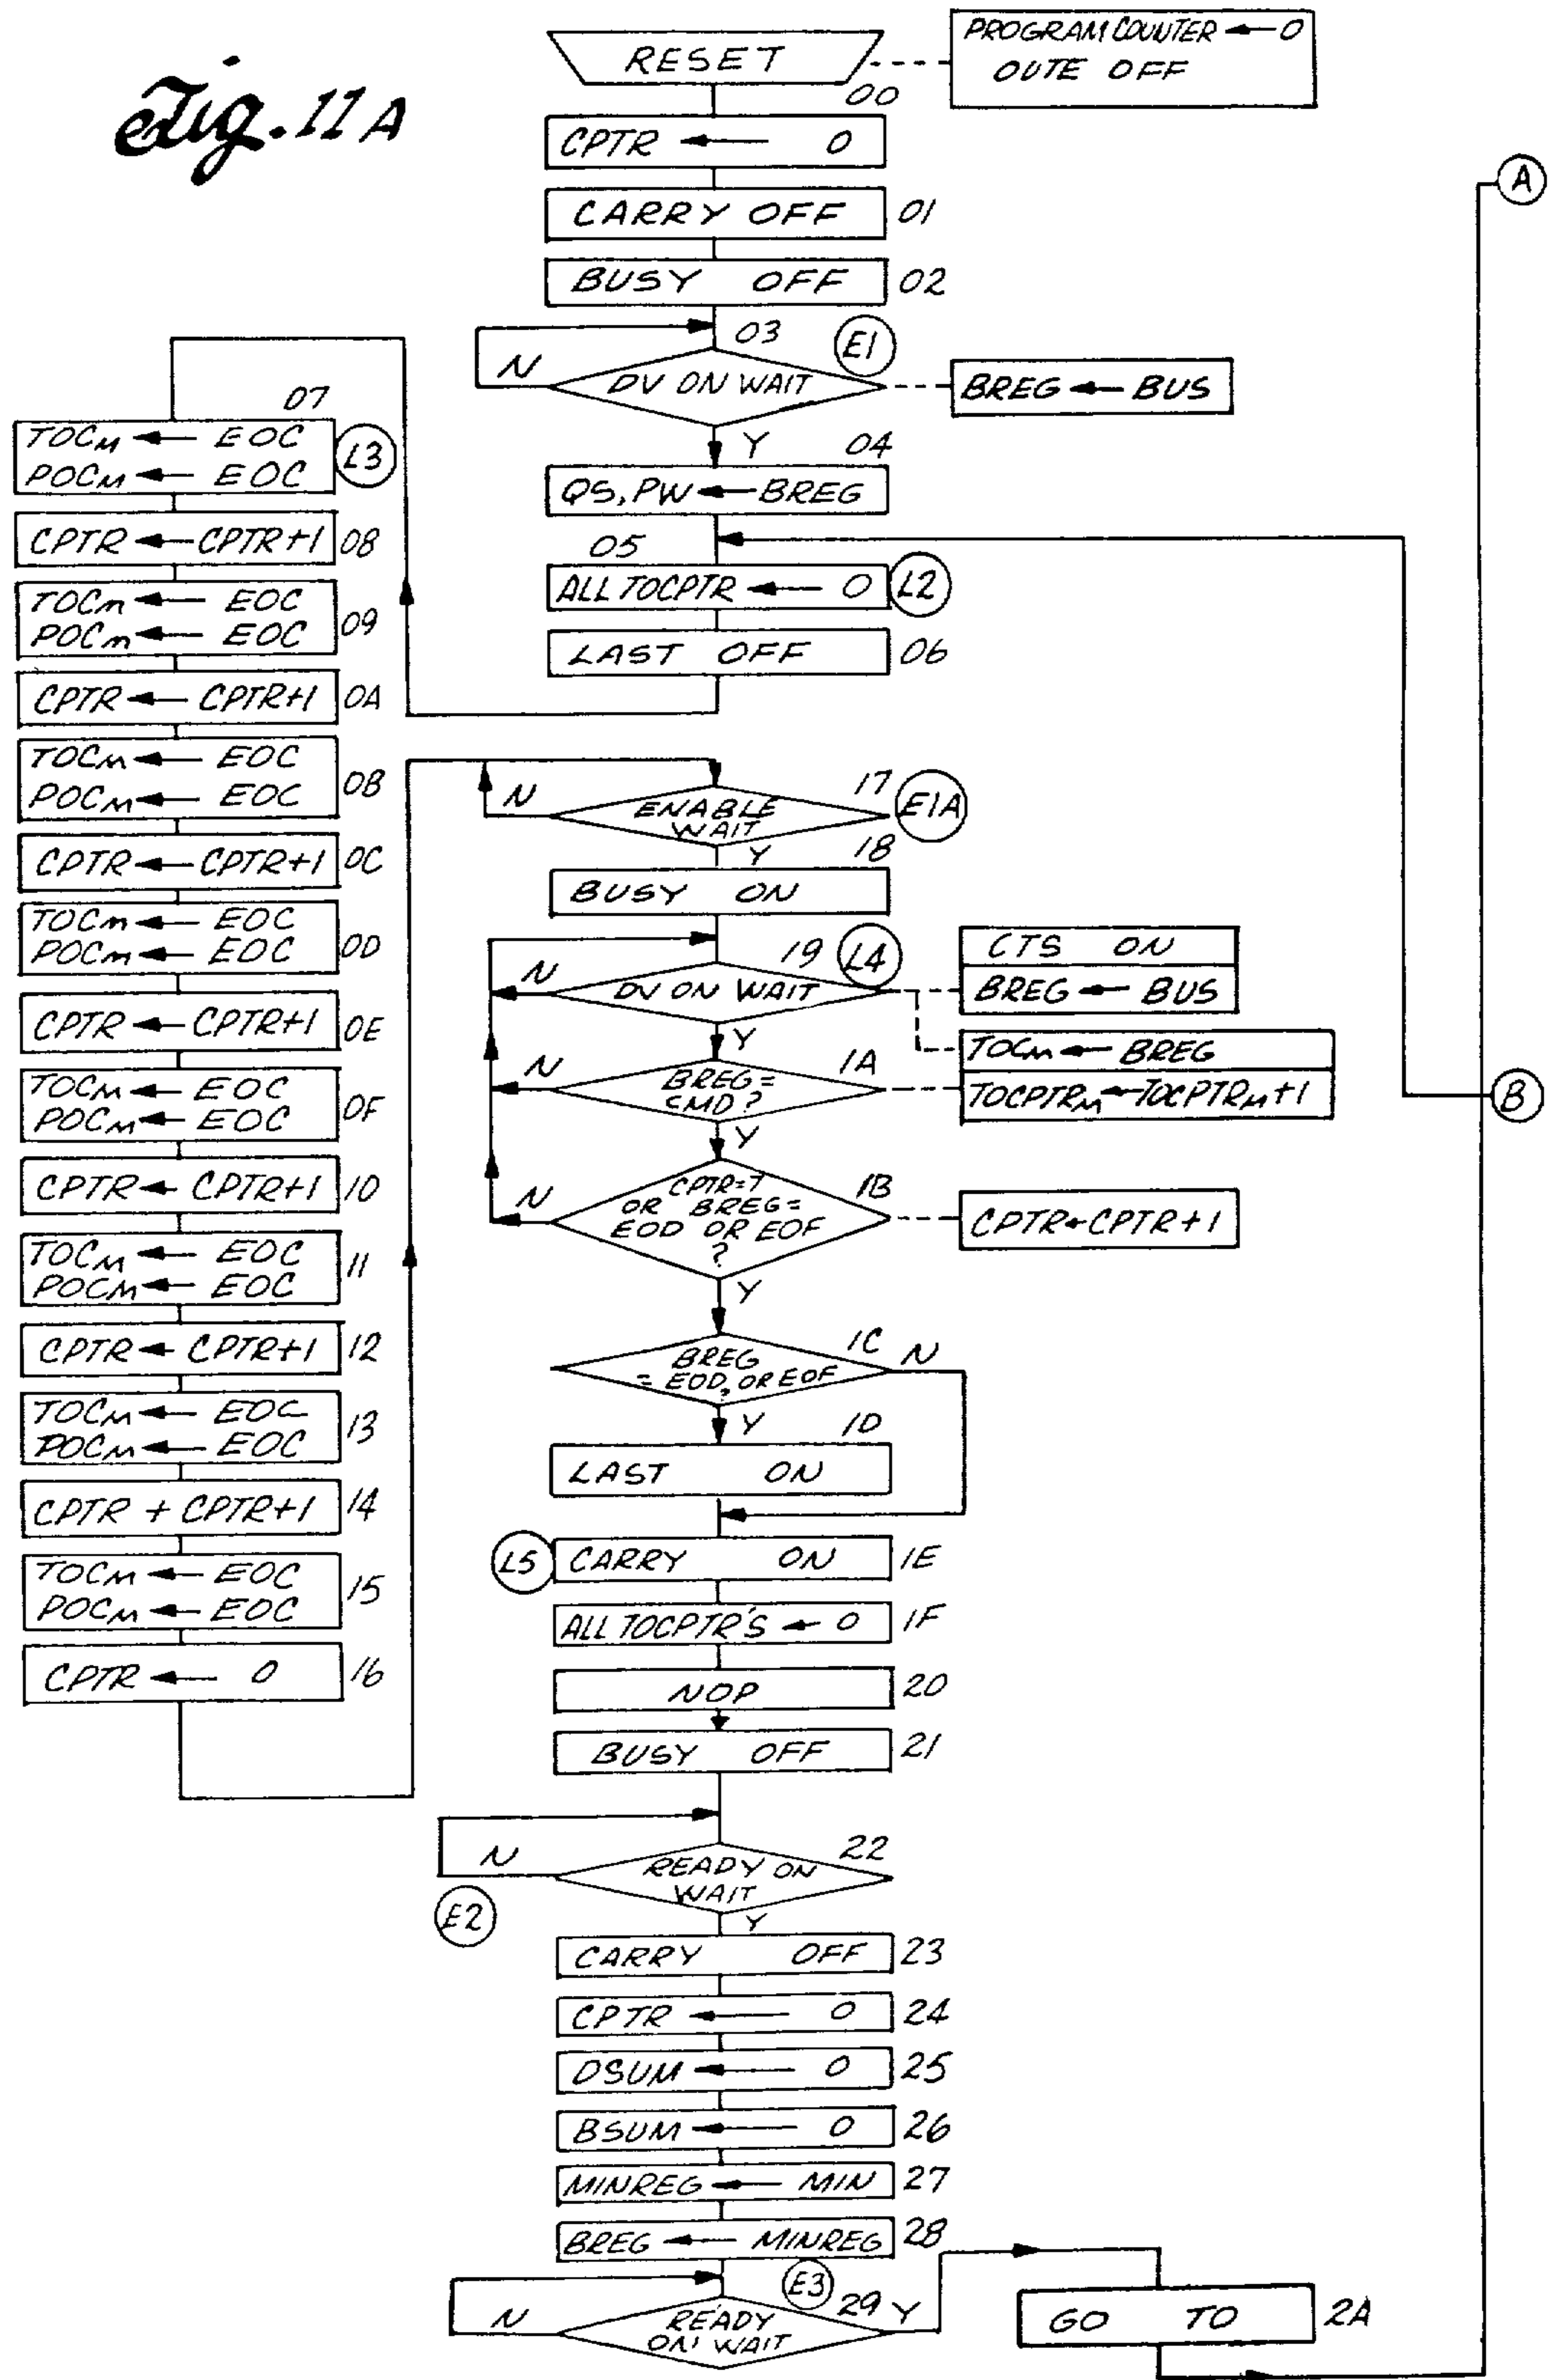 Fig. 11A
RESET
PROGRAM COUNTER ← 0
OUTE OFF
00
CPTR ← 0
CARRY OFF 01
BUSY OFF 02
03
E1
N
DV ON WAIT
BREG ← BUS
Y
04
QS, PW ← BREG
05
ALL TOCPTR ← 0
L2
LAST OFF 06
A
B
07
TOCM ← EOC
POCM ← EOC
L3
CPTR ← CPTR+1 08
TOCM ← EOC
POCM ← EOC
09
CPTR ← CPTR+1 0A
TOCM ← EOC
POCM ← EOC
0B
CPTR ← CPTR+1 0C
TOCM ← EOC
POCM ← EOC
0D
CPTR ← CPTR+1 0E
TOCM ← EOC
POCM ← EOC
0F
CPTR ← CPTR+1 10
TOCM ← EOC
POCM ← EOC
11
CPTR ← CPTR+1 12
TOCM ← EOC
POCM ← EOC
13
CPTR + CPTR+1 14
TOCM ← EOC
POCM ← EOC
15
CPTR ← 0 16
17
E1A
N
ENABLE
WAIT
Y
18
BUSY ON
19
L4
N
DV ON WAIT
CTS ON
BREG ← BUS
TOCM ← BREG
TOCPTRM ← TOCPTRM+1
Y
1A
N
BREG=
CMD?
Y
1B
N
CPTR=7
OR BREG=
EOD OR EOF
?
CPTR←CPTR+1
Y
1C
N
BREG
= EOD, OR EOF
?
Y
1D
LAST ON
L5
CARRY ON 1E
ALL TOCPTR'S ← 0 1F
NOP 20
BUSY OFF 21
22
N
READY ON
WAIT
E2
Y
CARRY OFF 23
CPTR ← 0 24
DSUM ← 0 25
BSUM ← 0 26
MINREG ← MIN 27
BREG ← MINREG 28
E3
29
Y
N
READY
ON WAIT
GO TO 2A